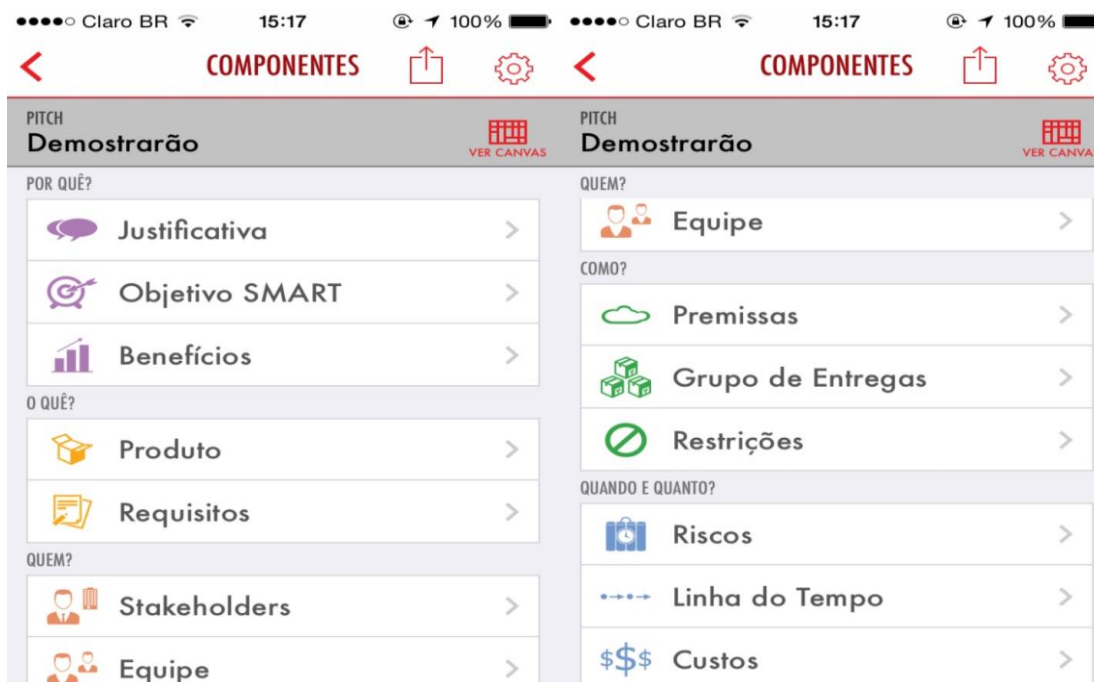 Claro BR 15:17 100%
COMPONENTES
PITCH
Demostrarão
VER CANVAS
POR QUÊ?
Justificativa
Objetivo SMART
Benefícios
O QUÊ?
Produto
Requisitos
QUEM?
Stakeholders
Equipe
Claro BR 15:17 100%
COMPONENTES
PITCH
Demostrarão
VER CANVA
QUEM?
Equipe
COMO?
Premissas
Grupo de Entregas
Restrições
QUANDO E QUANTO?
Riscos
Linha do Tempo
$$$ Custos